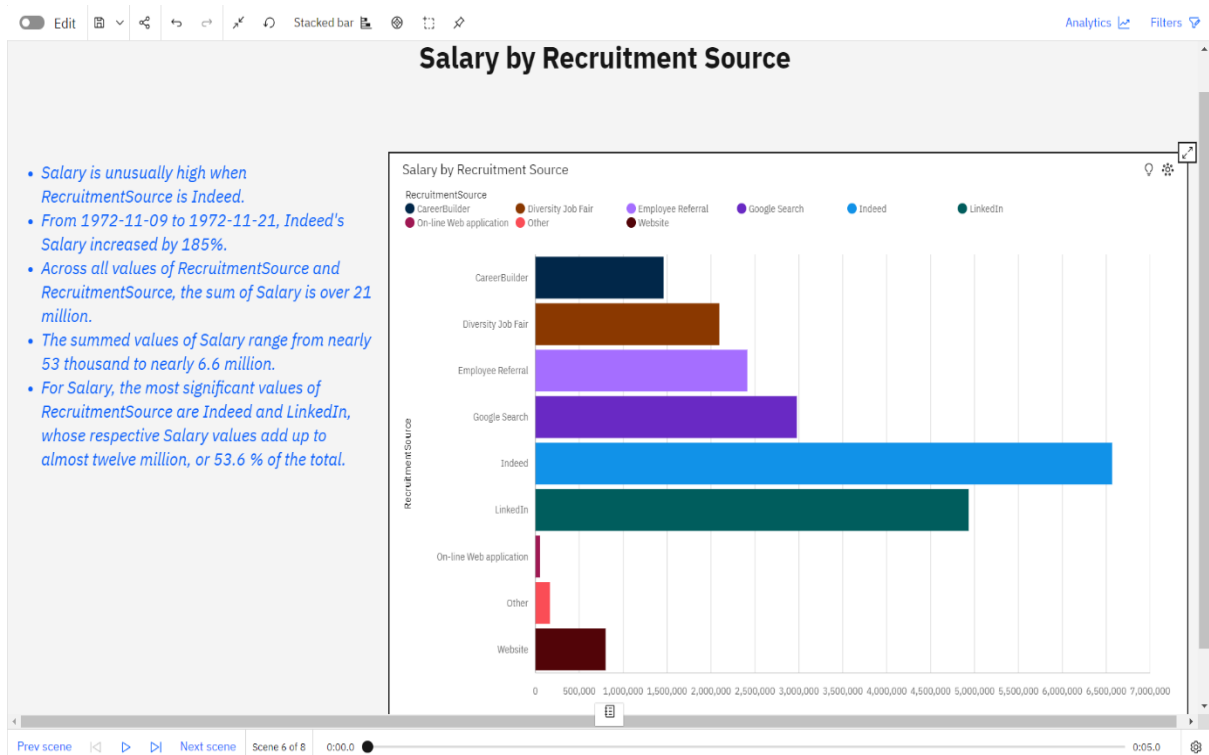 Edit
Stacked bar
Analytics
Filters
Salary by Recruitment Source
• Salary is unusually high when
RecruitmentSource is Indeed.
• From 1972-11-09 to 1972-11-21, Indeed's
Salary increased by 185%.
• Across all values of RecruitmentSource and
RecruitmentSource, the sum of Salary is over 21
million.
• The summed values of Salary range from nearly
53 thousand to nearly 6.6 million.
• For Salary, the most significant values of
RecruitmentSource are Indeed and LinkedIn,
whose respective Salary values add up to
almost twelve million, or 53.6 % of the total.
Salary by Recruitment Source
RecruitmentSource
CareerBuilder Diversity Job Fair Employee Referral Google Search Indeed LinkedIn
On-line Web application Other Website
RecruitmentSource
CareerBuilder
Diversity Job Fair
Employee Referral
Google Search
Indeed
LinkedIn
On-line Web application
Other
Website
0 500,000 1,000,000 1,500,000 2,000,000 2,500,000 3,000,000 3,500,000 4,000,000 4,500,000 5,000,000 5,500,000 6,000,000 6,500,000 7,000,000
Prev scene Next scene Scene 6 of 8 0:00.0 0:05.0